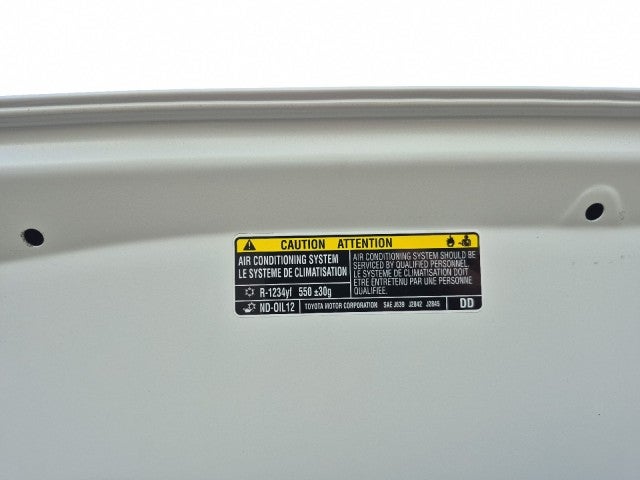 CAUTION ATTENTION
AIR CONDITIONING SYSTEM
LE SYSTEME DE CLIMATISATION
AIR CONDITIONING SYSTEM SHOULD BE
SERVICED BY QUALIFIED PERSONNEL.
LE SYSTEME DE CLIMATISATION DOIT
ETRE ENTRETENU PAR UNE PERSONNE
QUALIFIEE.
R-1234yf 550 ±30g
ND-OIL12
TOYOTA MOTOR CORPORATION SAE J639 J2842 J2845
DD